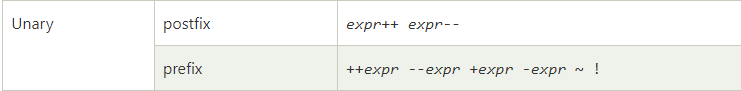 Unary postfix expr++ expr--
prefix ++expr --expr +expr -expr ~ !